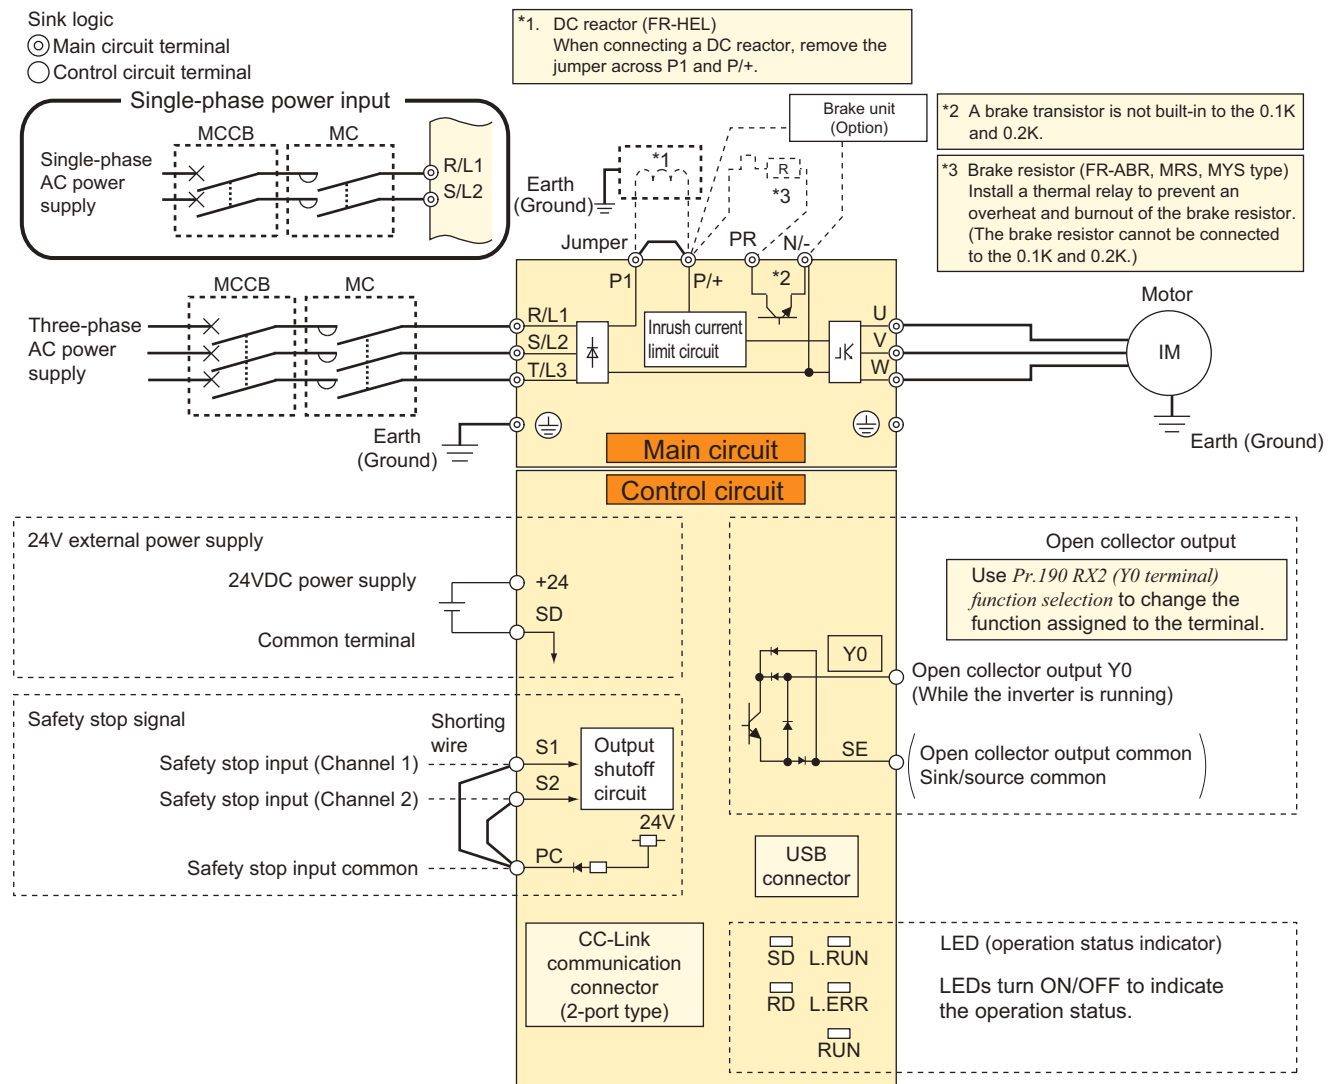 Sink logic
Main circuit terminal
Control circuit terminal
*1. DC reactor (FR-HEL)
When connecting a DC reactor, remove the
jumper across P1 and P/+.
Single-phase power input
MCCB
MC
Single-phase
AC power
supply
R/L1
S/L2
Brake unit
(Option)
*2 A brake transistor is not built-in to the 0.1K
and 0.2K.
*3 Brake resistor (FR-ABR, MRS, MYS type)
Install a thermal relay to prevent an
overheat and burnout of the brake resistor.
(The brake resistor cannot be connected
to the 0.1K and 0.2K.)
*1
R
*3
Earth
(Ground)
Jumper
PR
N/-
P1
P/+
*2
MCCB
MC
Three-phase
AC power
supply
R/L1
S/L2
T/L3
Inrush current
limit circuit
U
V
W
Motor
IM
Earth
(Ground)
Earth (Ground)
Main circuit
Control circuit
24V external power supply
24VDC power supply
+24
SD
Common terminal
Open collector output
Use Pr.190 RX2 (Y0 terminal)
function selection to change the
function assigned to the terminal.
Y0
Open collector output Y0
(While the inverter is running)
SE
Open collector output common
Sink/source common
Safety stop signal
Shorting
wire
Safety stop input (Channel 1)
S1
Safety stop input (Channel 2)
S2
Output
shutoff
circuit
24V
Safety stop input common
PC
USB
connector
CC-Link
communication
connector
(2-port type)
SD L.RUN
RD L.ERR
RUN
LED (operation status indicator)
LEDs turn ON/OFF to indicate
the operation status.